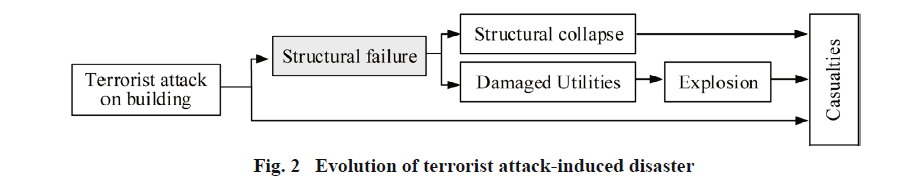 Terrorist attack
on building
Structural failure
Structural collapse
Damaged Utilities
Explosion
Casualties
Fig. 2 Evolution of terrorist attack-induced disaster